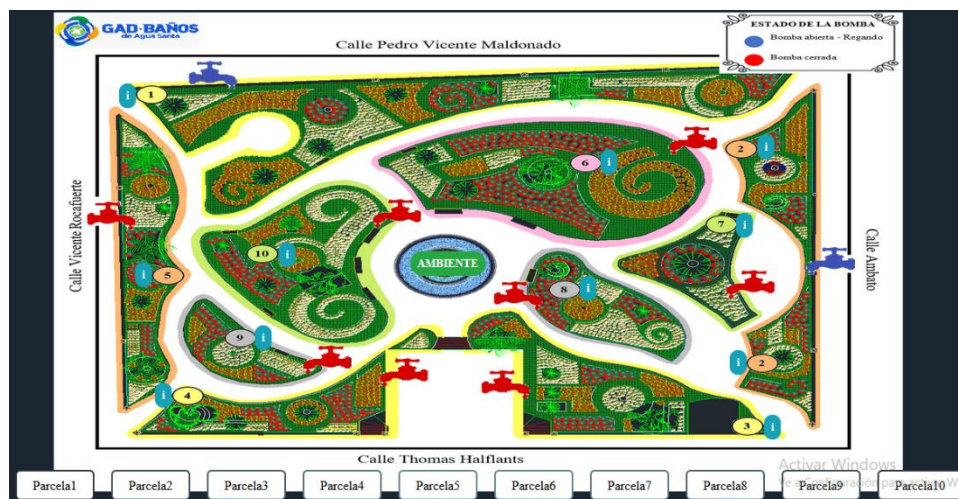 GAD-BAÑOS
de Agua Santa
Calle Pedro Vicente Maldonado
ESTADO DE LA BOMBA
Bomba abierta - Regando
Bomba cerrada
i
1
2
i
6
i
Calle Vicente Rocafuerte
7
i
10
i
AMBIENTE
Calle Ambato
i
5
8
i
9
i
i
2
i
4
3
i
Calle Thomas Halflants
Activar Windows
Parcela1
Parcela2
Parcela3
Parcela4
Parcela5
Parcela6
Parcela7
Parcela8
Parcela9
Parcela10